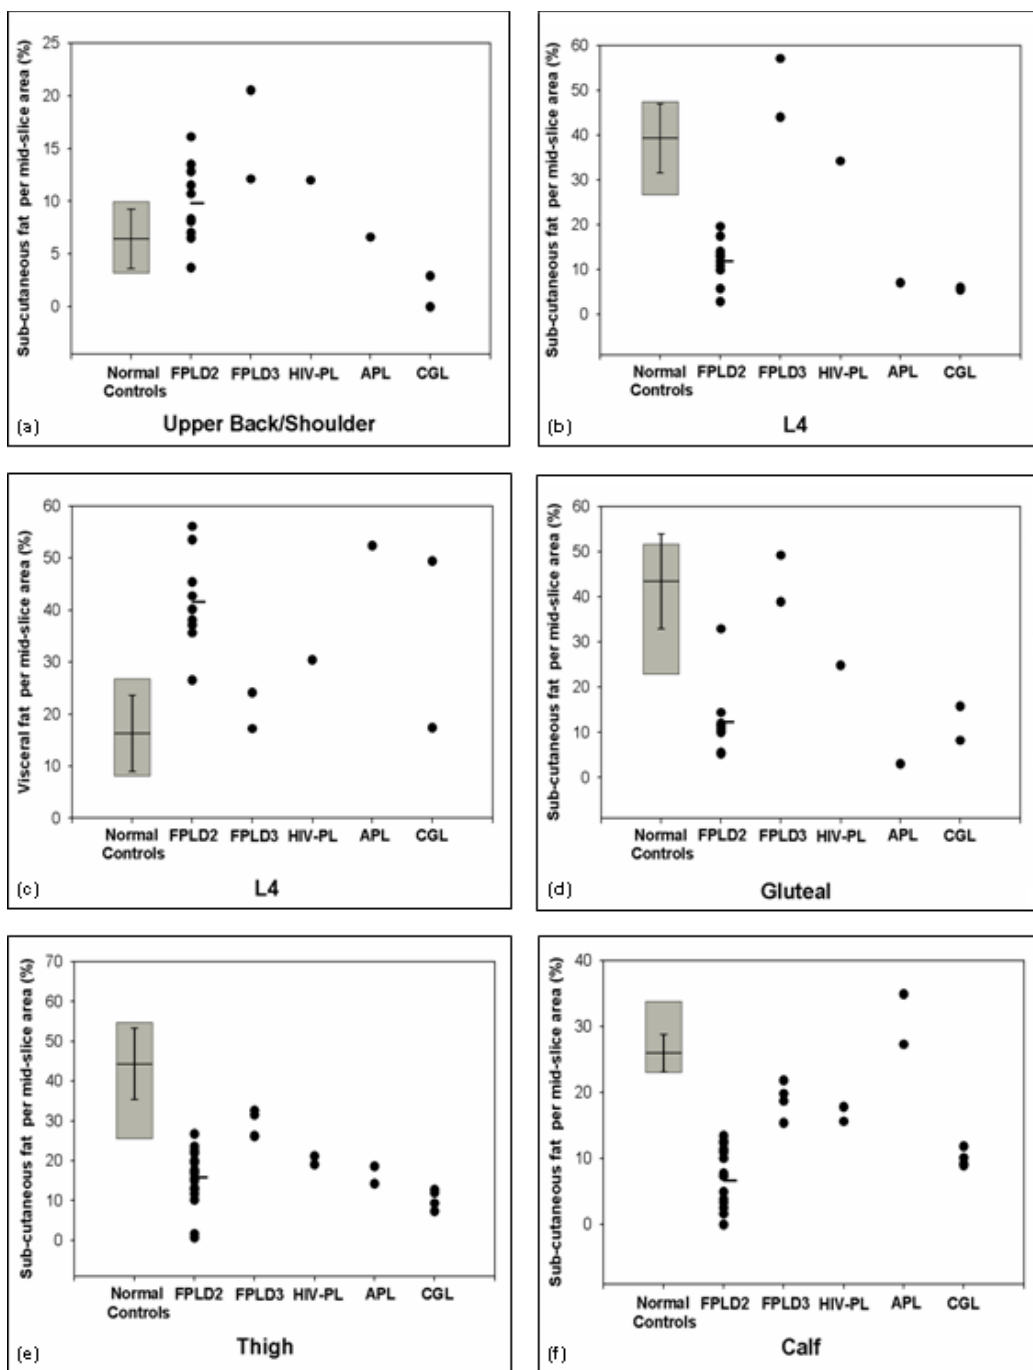 Sub-cutaneous fat per mid-slice area (%)
25
20
15
10
5
0
Normal Controls FPLD2 FPLD3 HIV-PL APL CGL
(a) Upper Back/Shoulder
Sub-cutaneous fat per mid-slice area (%)
60
50
40
30
20
10
0
Normal Controls FPLD2 FPLD3 HIV-PL APL CGL
(b) L4
Visceral fat per mid-slice area (%)
60
50
40
30
20
10
0
Normal Controls FPLD2 FPLD3 HIV-PL APL CGL
(c) L4
Sub-cutaneous fat per mid-slice area (%)
60
50
40
30
20
10
0
Normal Controls FPLD2 FPLD3 HIV-PL APL CGL
(d) Gluteal
Sub-cutaneous fat per mid-slice area (%)
70
60
50
40
30
20
10
0
Normal Controls FPLD2 FPLD3 HIV-PL APL CGL
(e) Thigh
Sub-cutaneous fat per mid-slice area (%)
40
30
20
10
0
Normal Controls FPLD2 FPLD3 HIV-PL APL CGL
(f) Calf